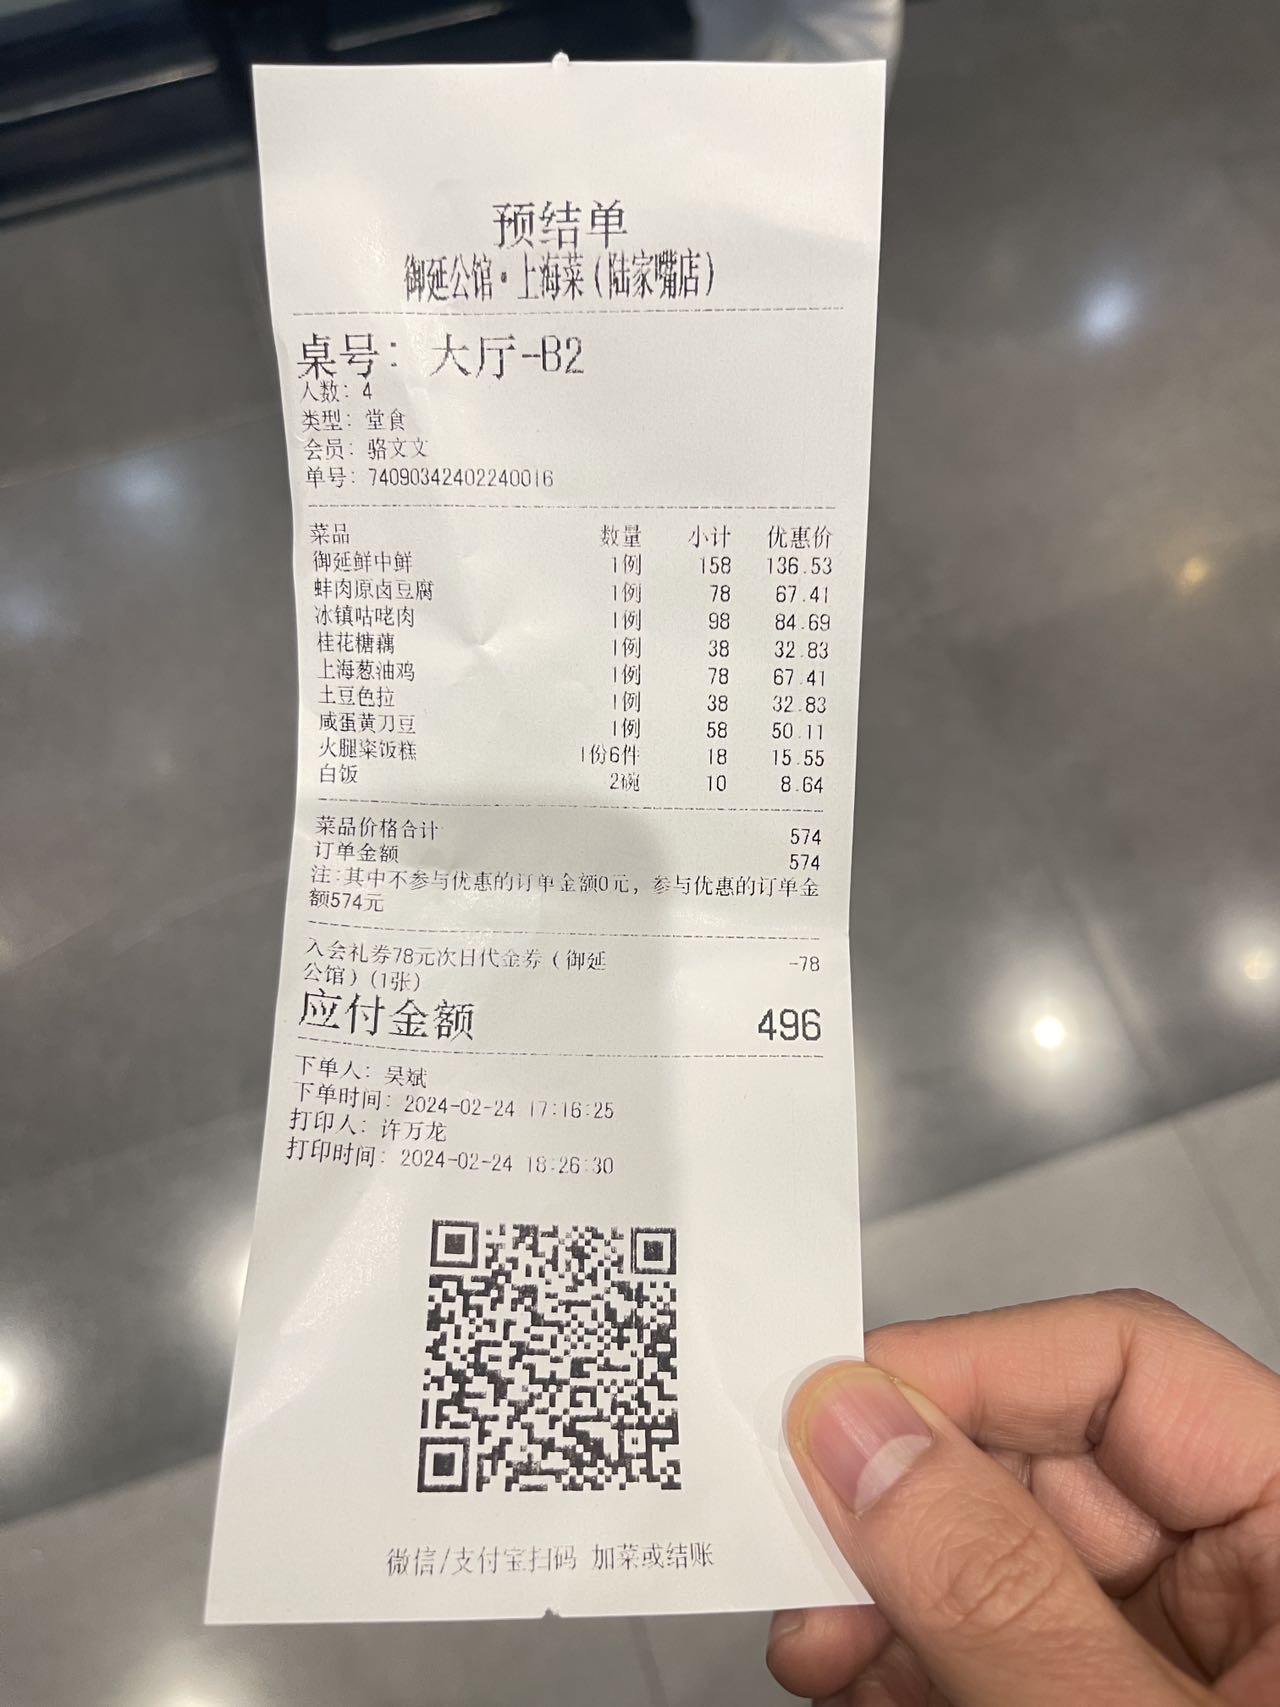 预结单
御延公馆·上海菜(陆家嘴店)
桌号: 大厅-B2
人数: 4
类型: 堂食
会员: 骆文文
单号: 74090342402240016
菜品 数量 小计 优惠价
御延鲜中鲜 1例 158 136.53
蚌肉原卤豆腐 1例 78 67.41
冰镇咕咾肉 1例 98 84.69
桂花糖藕 1例 38 32.83
上海葱油鸡 1例 78 67.41
土豆色拉 1例 38 32.83
咸蛋黄刀豆 1例 58 50.11
火腿粢饭糕 1份6件 18 15.55
白饭 2碗 10 8.64
菜品价格合计 574
订单金额 574
注:其中不参与优惠的订单金额0元，参与优惠的订单金
额574元
入会礼券78元次日代金券(御延 -78
公馆)(1张)
应付金额 496
下单人: 吴斌
下单时间: 2024-02-24 17:16:25
打印人: 许万龙
打印时间: 2024-02-24 18:26:30
微信/支付宝扫码 加菜或结账